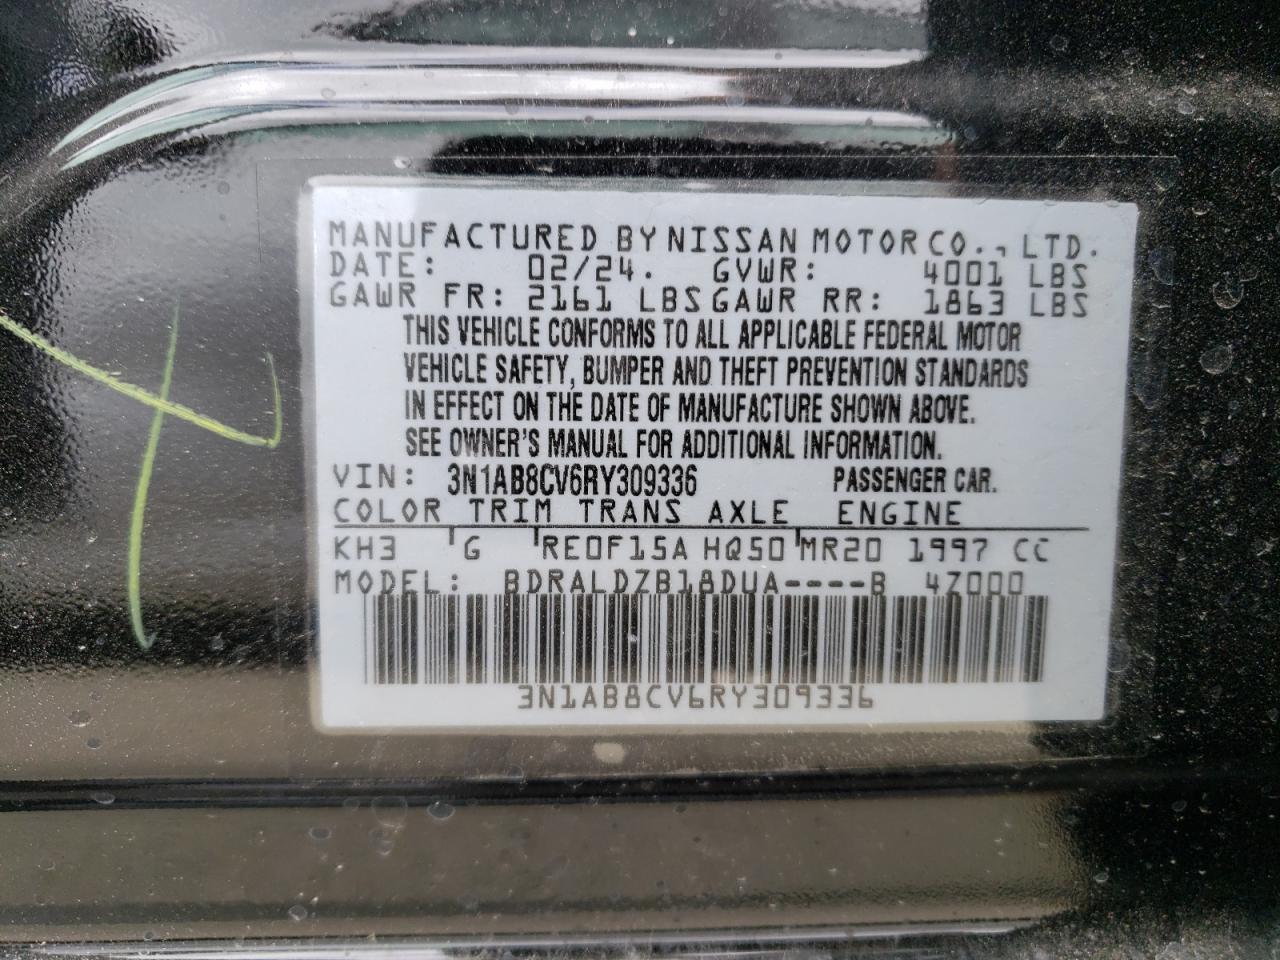 MANUFACTURED BY NISSAN MOTOR CO., LTD.
DATE: 02/24. GVWR: 4001 LBS
GAWR FR: 2161 LBS GAWR RR: 1863 LBS
THIS VEHICLE CONFORMS TO ALL APPLICABLE FEDERAL MOTOR
VEHICLE SAFETY, BUMPER AND THEFT PREVENTION STANDARDS
IN EFFECT ON THE DATE OF MANUFACTURE SHOWN ABOVE.
SEE OWNER'S MANUAL FOR ADDITIONAL INFORMATION.
VIN: 3N1AB8CV6RY309336 PASSENGER CAR.
COLOR TRIM TRANS AXLE ENGINE
KH3 G RE0F15A HQ50 MR20 1997 CC
MODEL: BDRALDZB18DUA----B 4Z000
3N1AB8CV6RY309336